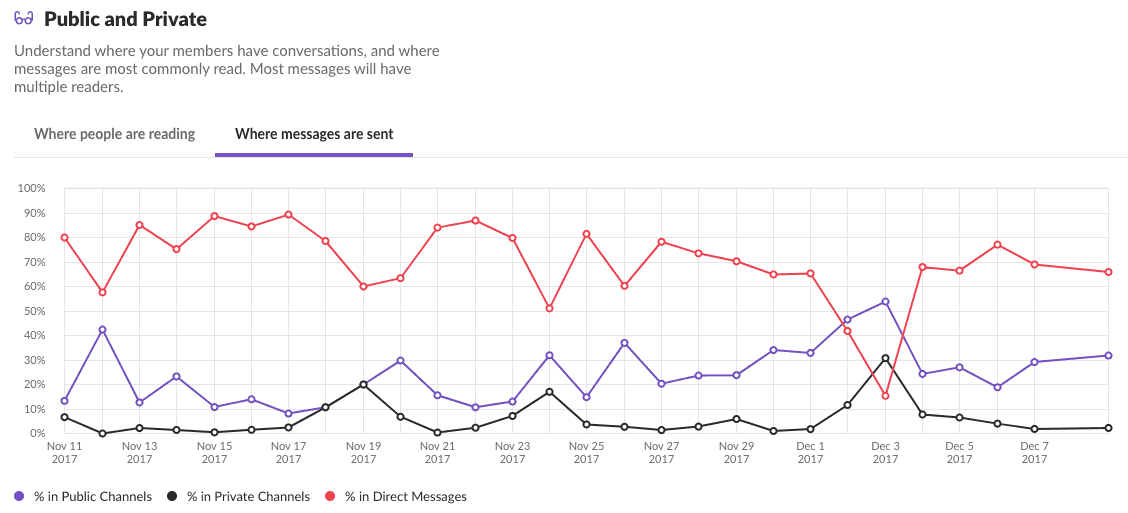 Public and Private
Understand where your members have conversations, and where
messages are most commonly read. Most messages will have
multiple readers.
Where people are reading Where messages are sent
100%
90%
80%
70%
60%
50%
40%
30%
20%
10%
0%
Nov 11 Nov 13 Nov 15 Nov 17 Nov 19 Nov 21 Nov 23 Nov 25 Nov 27 Nov 29 Dec 1 Dec 3 Dec 5 Dec 7
2017 2017 2017 2017 2017 2017 2017 2017 2017 2017 2017 2017 2017 2017
% in Public Channels % in Private Channels % in Direct Messages